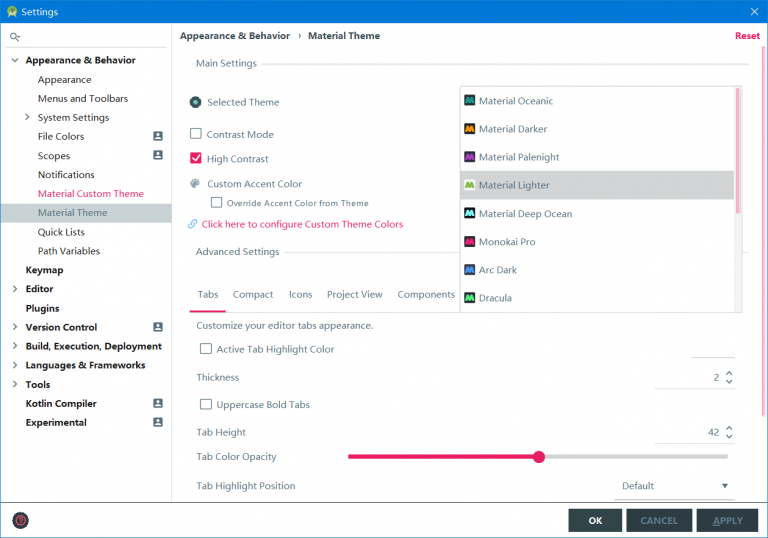 Settings
Appearance & Behavior
Appearance
Menus and Toolbars
System Settings
File Colors
Scopes
Notifications
Material Custom Theme
Material Theme
Quick Lists
Path Variables
Keymap
Editor
Plugins
Version Control
Build, Execution, Deployment
Languages & Frameworks
Tools
Kotlin Compiler
Experimental
Appearance & Behavior › Material Theme
Reset
Main Settings
Selected Theme
Contrast Mode
High Contrast
Custom Accent Color
Override Accent Color from Theme
Click here to configure Custom Theme Colors
Material Oceanic
Material Darker
Material Palenight
Material Lighter
Material Deep Ocean
Monokai Pro
Arc Dark
Dracula
Advanced Settings
Tabs Compact Icons Project View Components
Customize your editor tabs appearance.
Active Tab Highlight Color
Thickness 2
Uppercase Bold Tabs
Tab Height 42
Tab Color Opacity
Tab Highlight Position Default
? OK CANCEL APPLY